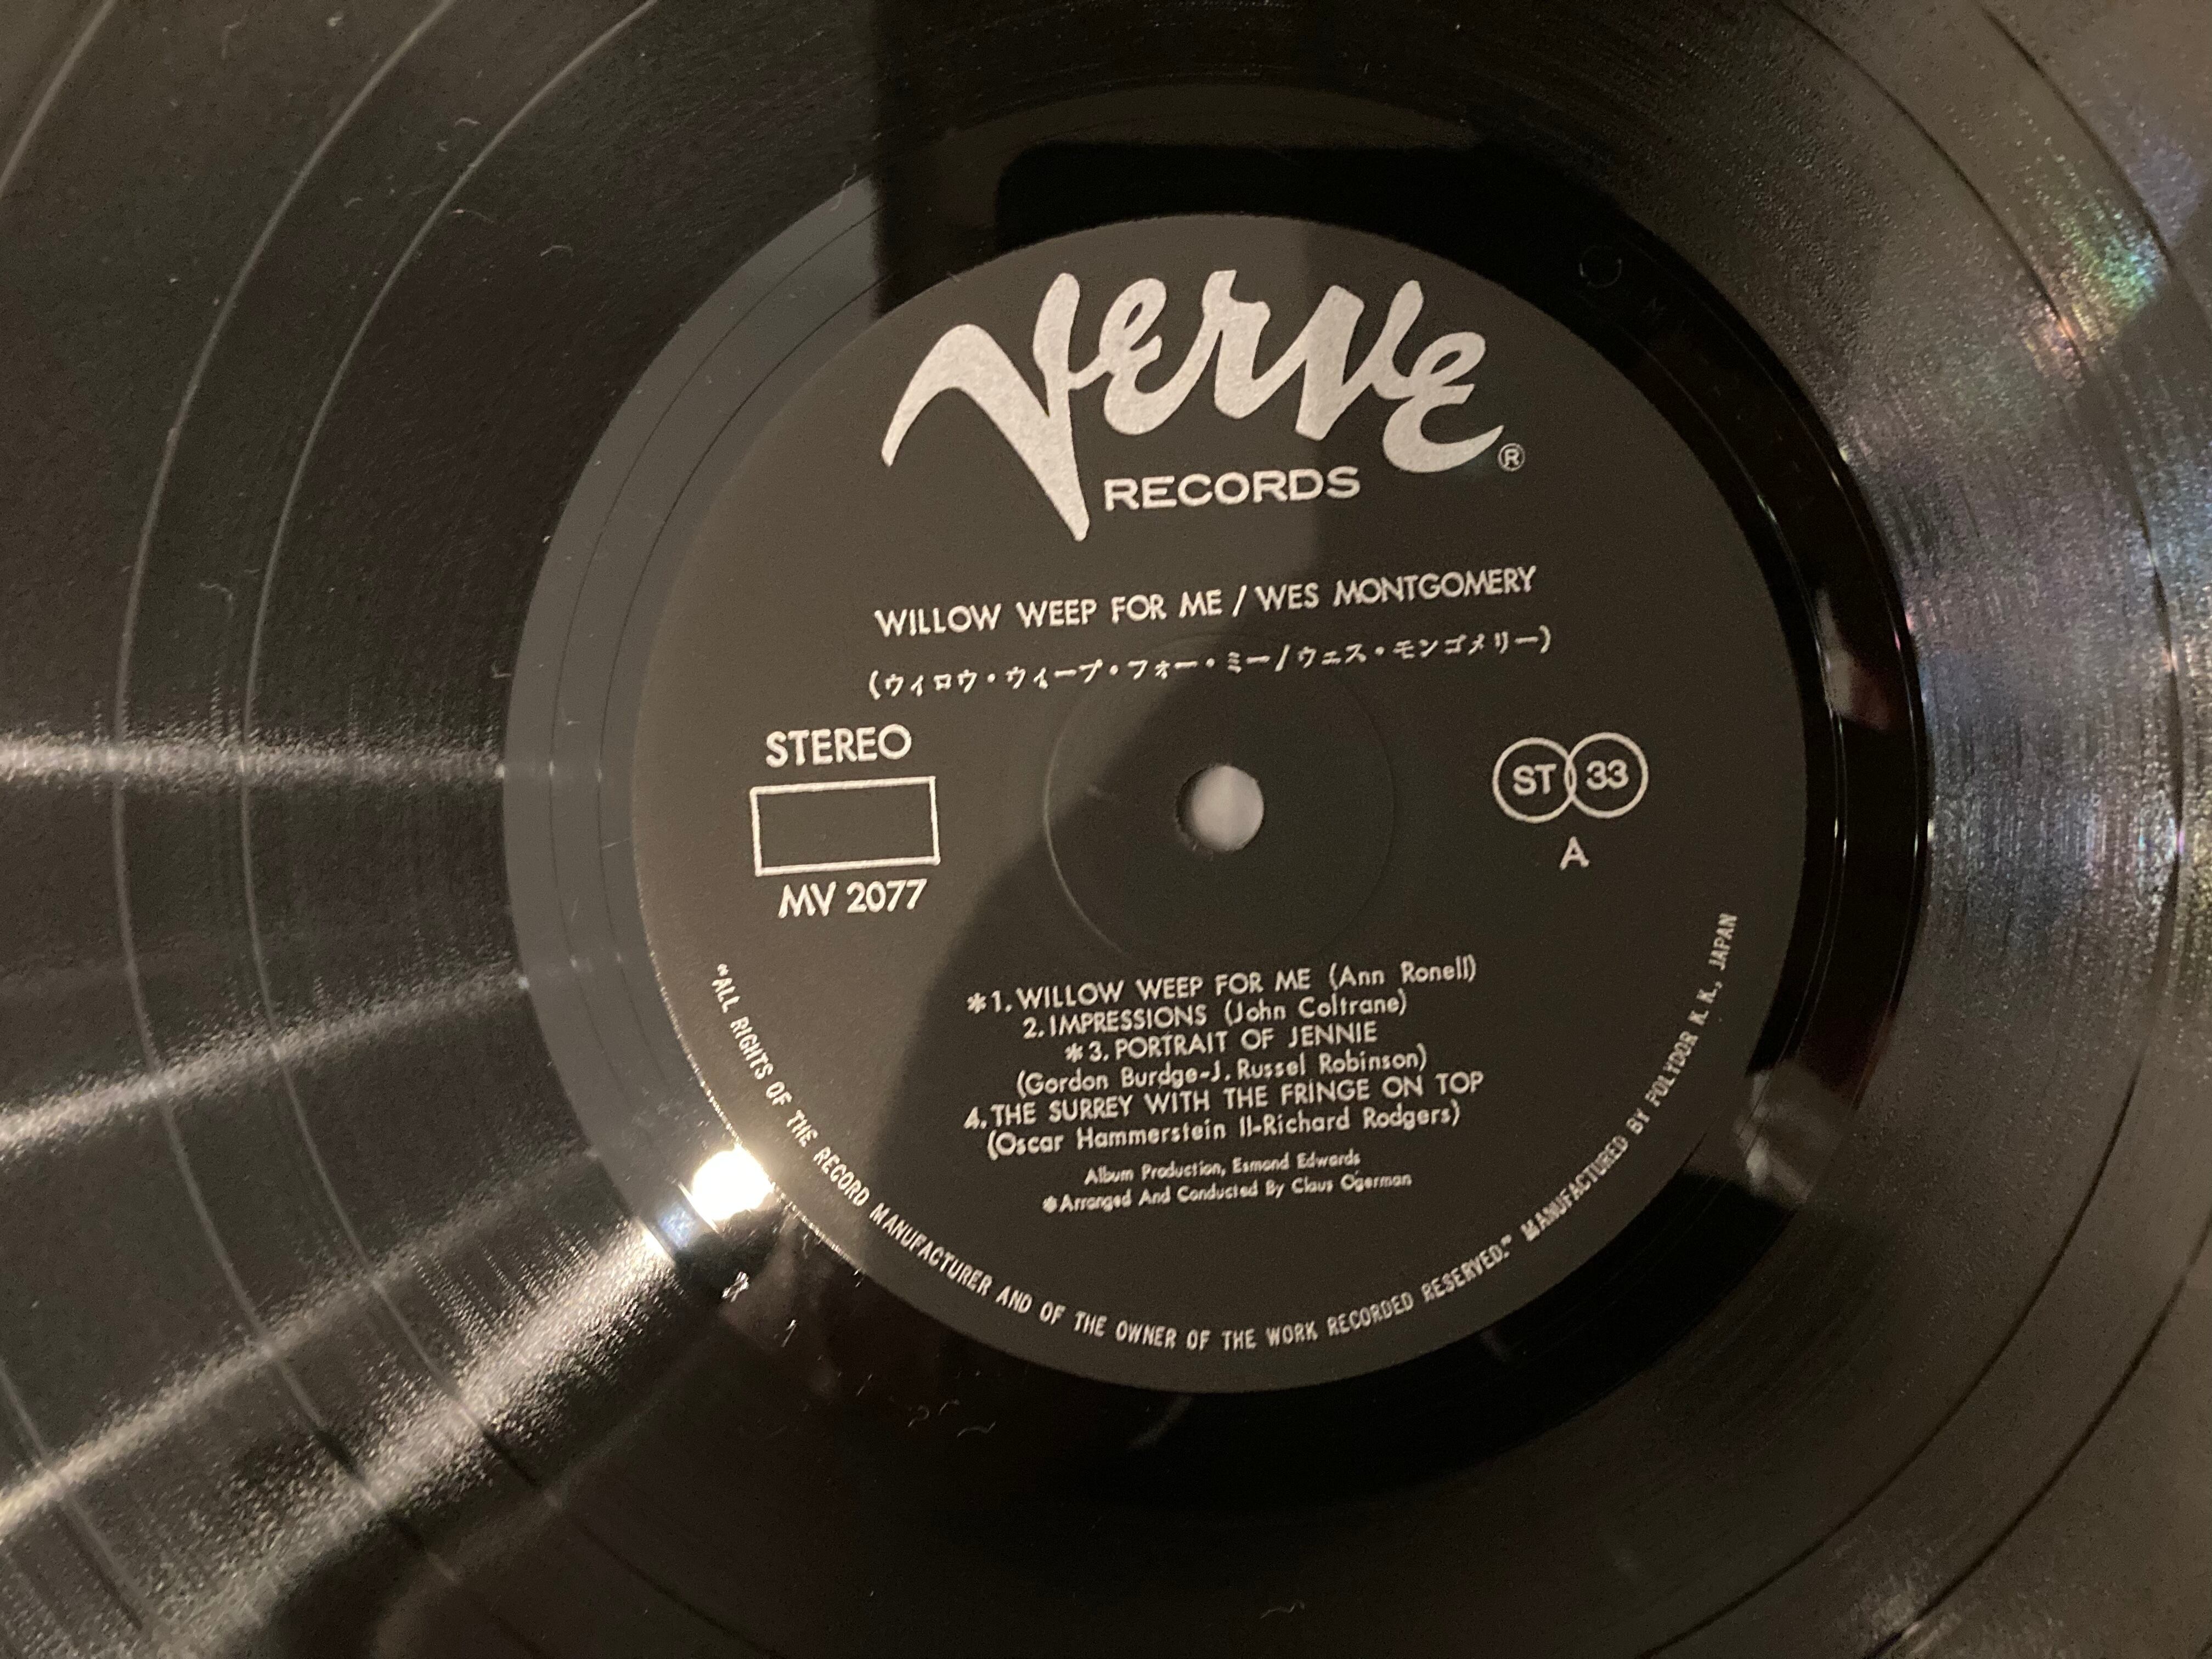 Verve®
RECORDS
WILLOW WEEP FOR ME / WES MONTGOMERY
(ウィロウ・ウィープ・フォー・ミー/ウェス・モンゴメリー)
STEREO
MV 2077
ST 33
A
*1. WILLOW WEEP FOR ME (Ann Ronell)
2. IMPRESSIONS (John Coltrane)
*3. PORTRAIT OF JENNIE
(Gordon Burdge-J. Russel Robinson)
4. THE SURREY WITH THE FRINGE ON TOP
(Oscar Hammerstein II-Richard Rodgers)
Album Production, Esmond Edwards
*Arranged And Conducted By Claus Ogerman
"ALL RIGHTS OF THE RECORD MANUFACTURER AND OF THE OWNER OF THE WORK RECORDED RESERVED." MANUFACTURED BY POLYDOR K. K., JAPAN